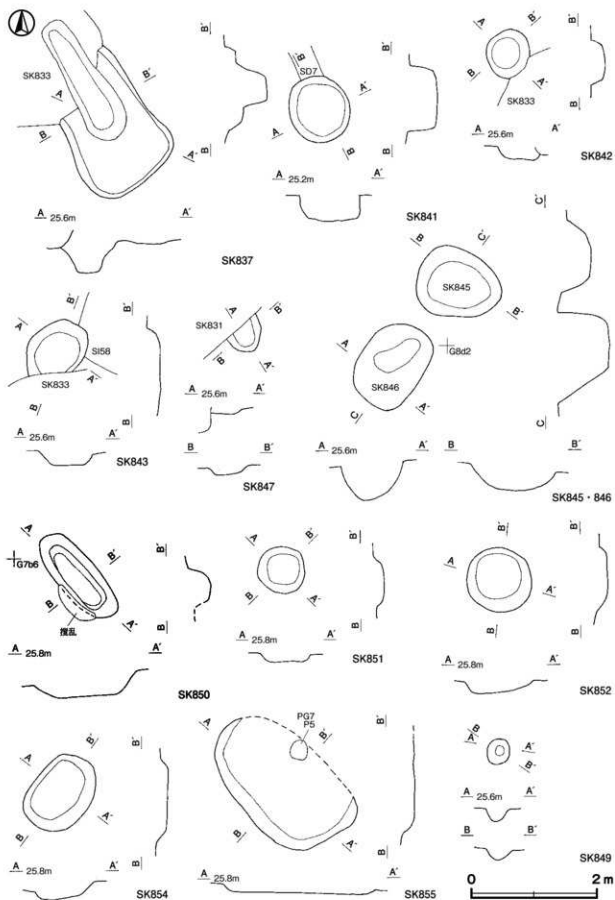 SK833
A
B'
B
A'
B'
B
A 25.6m
A'
SK837
B'
SD7
A'
A
B
B'
B
A 25.2m
A'
SK841
A
B'
B
A'
SK833
B'
B
A 25.6m
A'
SK842
B'
A
SI58
SK833
A'
B
B'
B
A 25.6m
A'
SK843
SK831
A
B'
B
A'
A 25.6m
A'
B
B'
SK847
B
C'
SK845
B'
A
G8d2
SK846
C
A'
C'
C
A 25.6m
A'
B
B'
SK845・846
A
G7b6
B'
B
撹乱
A'
B'
B
A 25.8m
A'
SK850
A
B'
B
A'
B'
B
A 25.8m
A'
SK851
B'
A
A'
B
B'
B
A 25.8m
A'
SK852
A
B'
B
A'
B'
B
A 25.8m
A'
SK854
A
PG7
P5
B'
B
A'
B'
B
A 25.8m
A'
SK855
B
A
A'
B'
A 25.6m
A'
B
B'
SK849
0
2 m